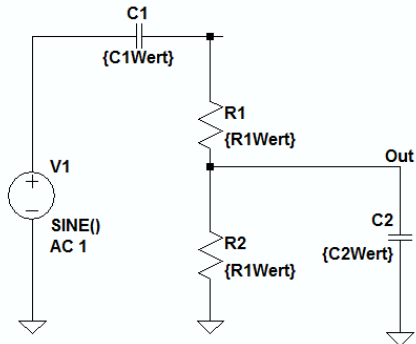 C1
{C1Wert}
R1
{R1Wert}
V1
SINE()
AC 1
Out
R2
{R1Wert}
C2
{C2Wert}